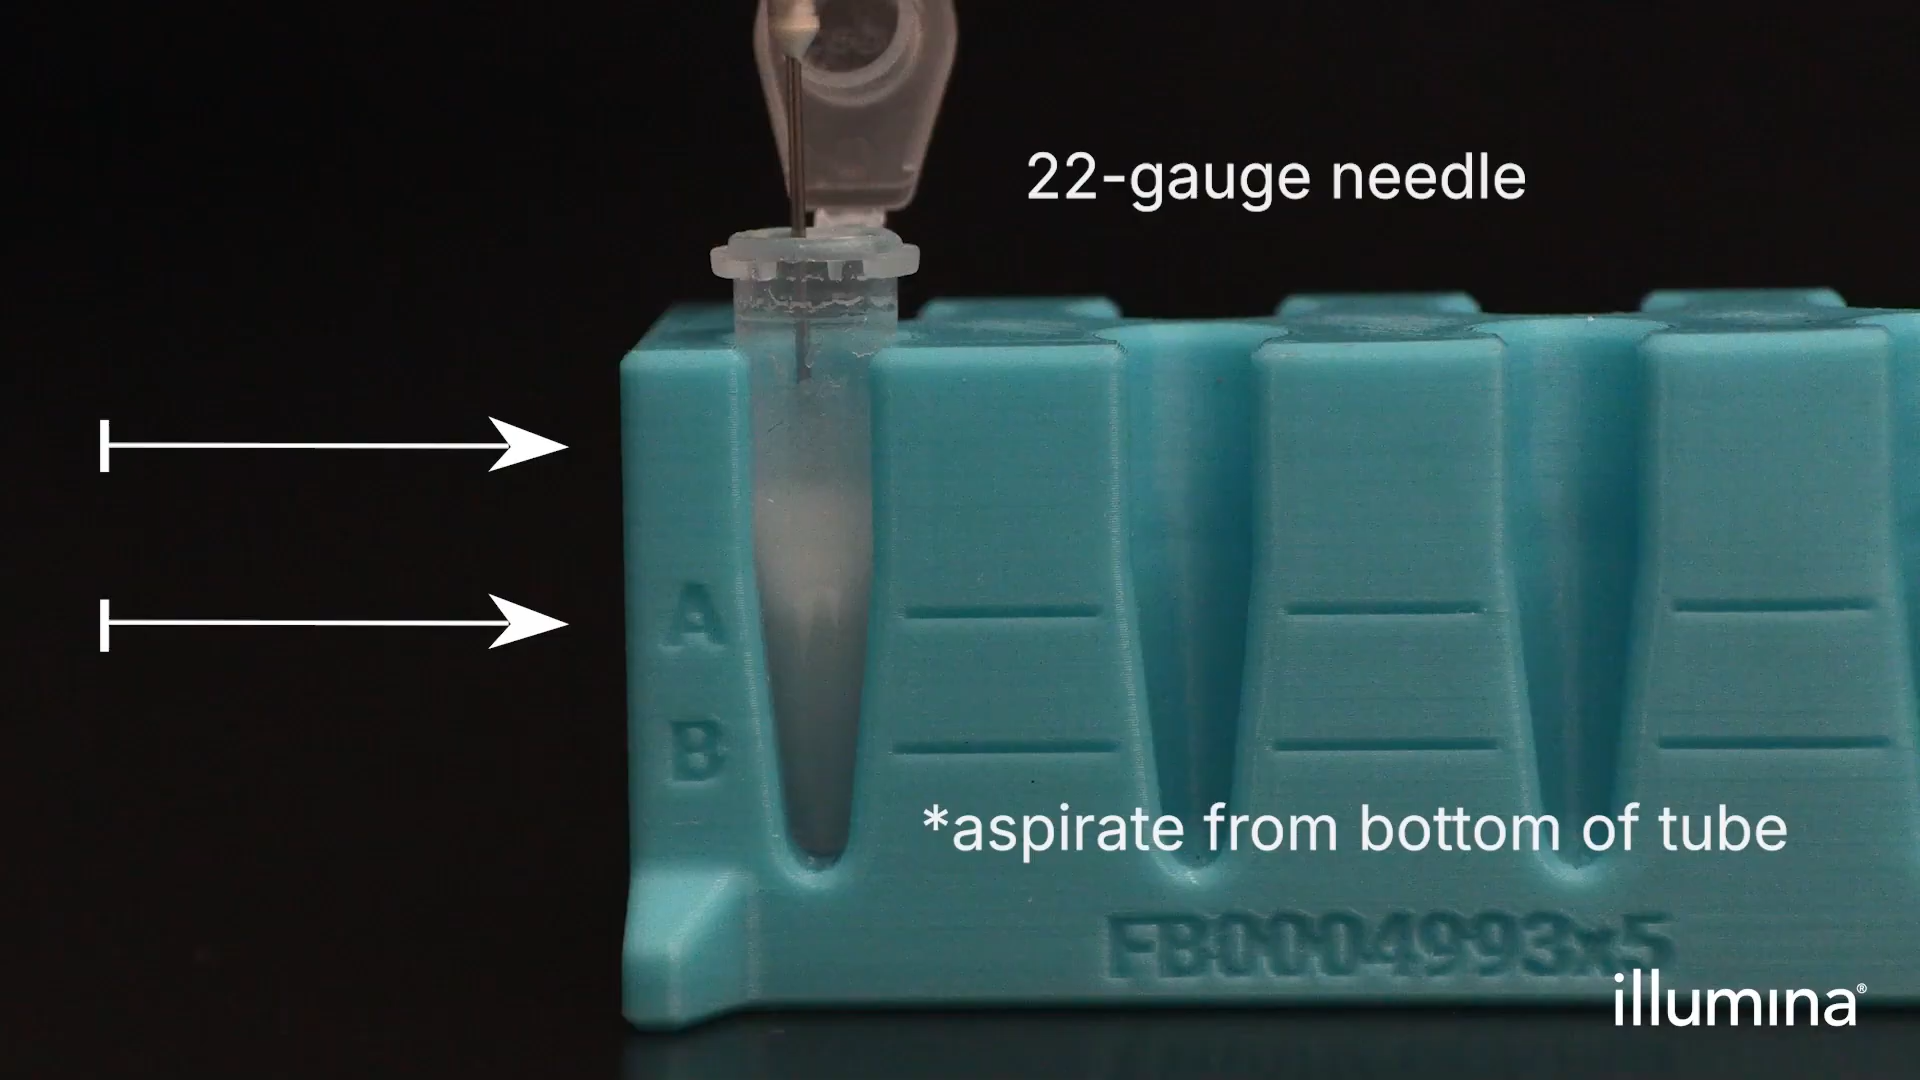 22-gauge needle
A
B
*aspirate from bottom of tube
FB0004993x5
illumina®